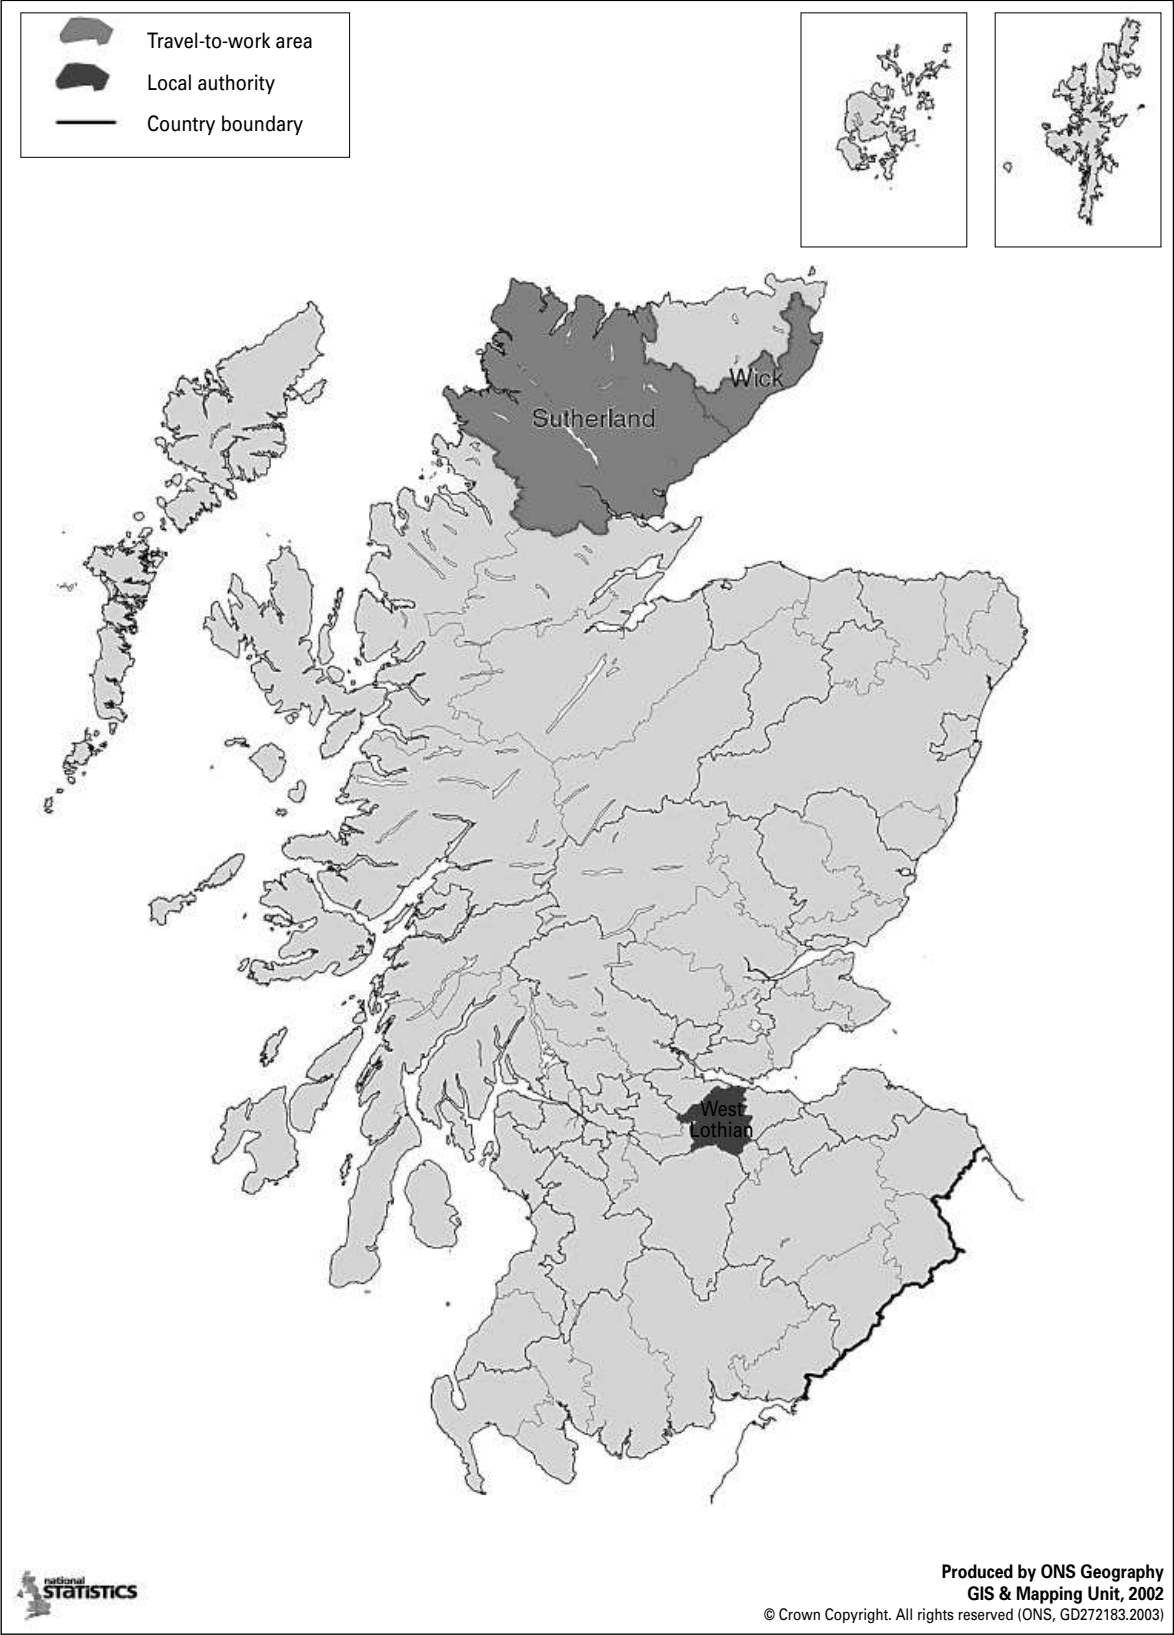 Travel-to-work area
Local authority
Country boundary
Wick
Sutherland
West
Lothian
national
STATISTICS
Produced by ONS Geography
GIS & Mapping Unit, 2002
© Crown Copyright. All rights reserved (ONS, GD272183.2003)